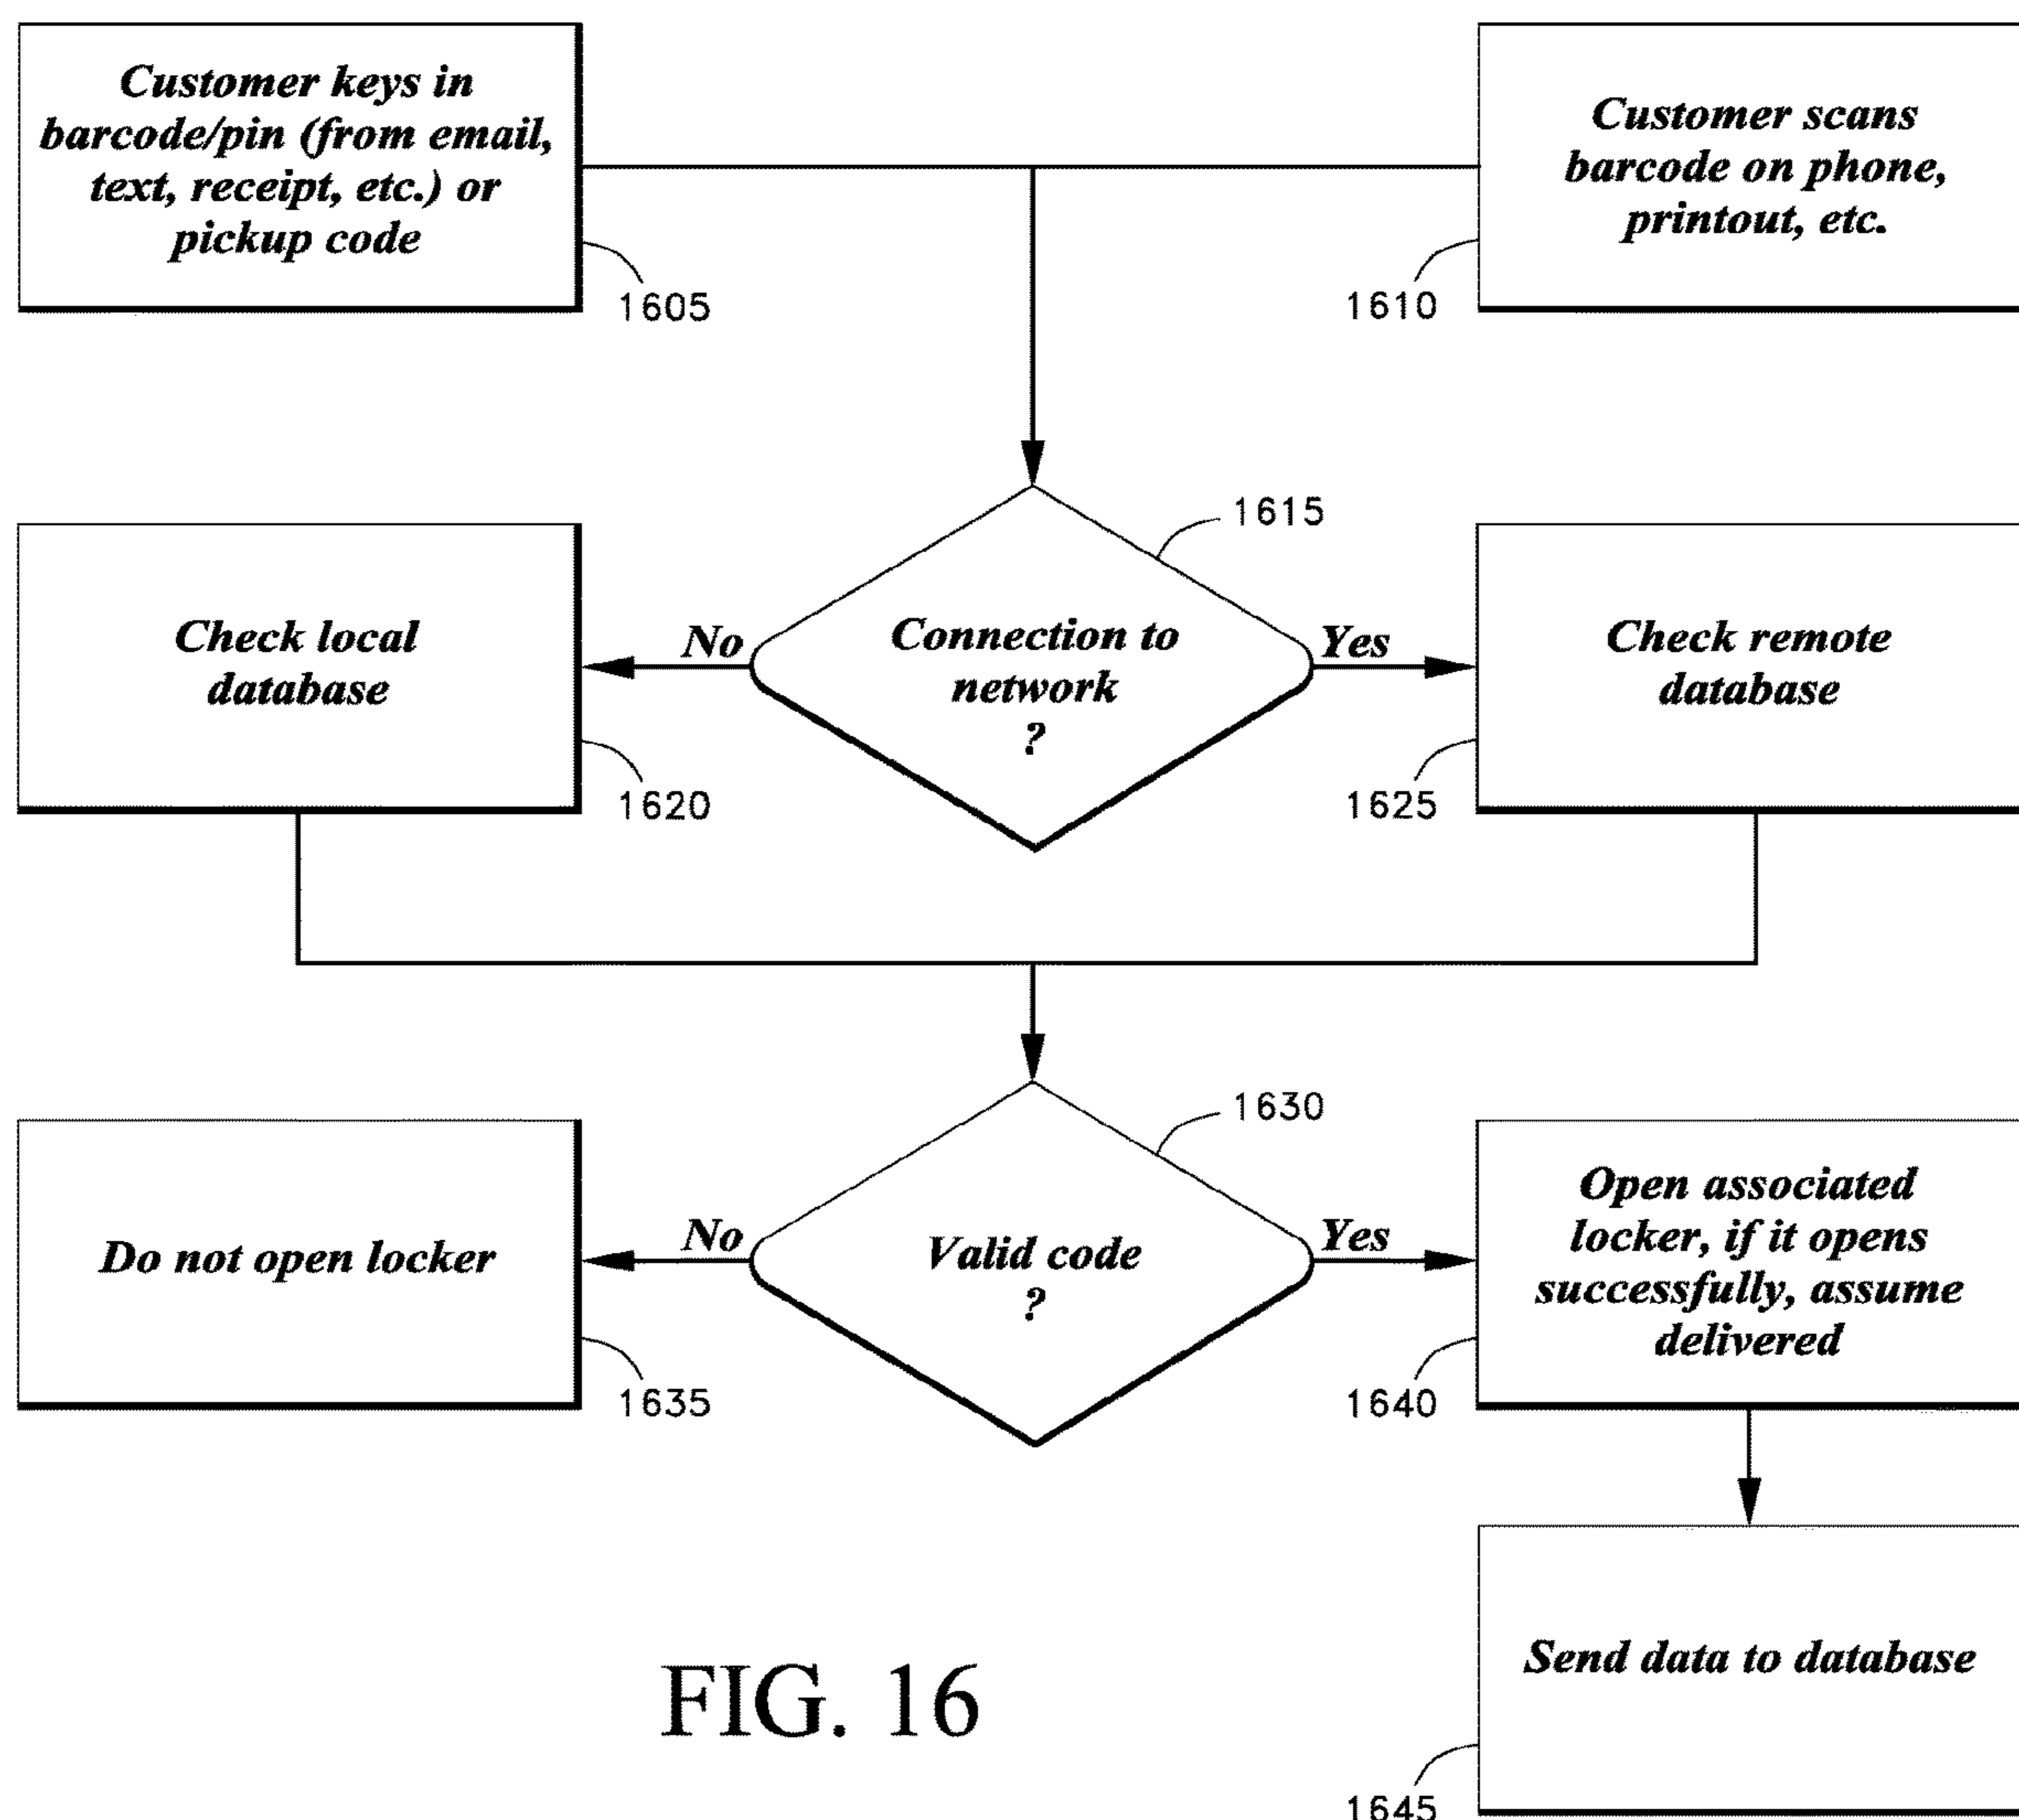 Customer keys in
barcode/pin (from email,
text, receipt, etc.) or
pickup code
1605
Customer scans
barcode on phone,
printout, etc.
1610
1615
Connection to
network
?
No
Yes
Check local
database
1620
Check remote
database
1625
1630
Valid code
?
No
Yes
Do not open locker
1635
Open associated
locker, if it opens
successfully, assume
delivered
1640
Send data to database
1645
FIG. 16